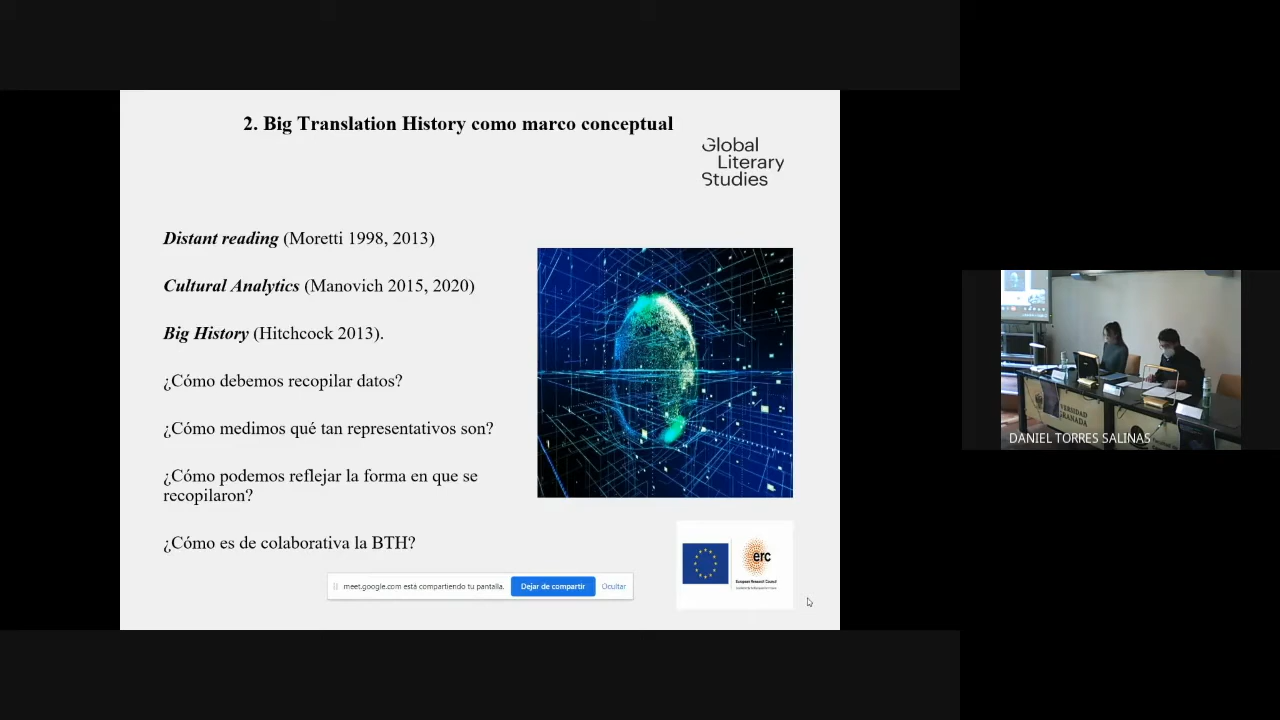 2. Big Translation History como marco conceptual
Global
Literary
Studies
Distant reading (Moretti 1998, 2013)
Cultural Analytics (Manovich 2015, 2020)
Big History (Hitchcock 2013).
¿Cómo debemos recopilar datos?
¿Cómo medimos qué tan representativos son?
¿Cómo podemos reflejar la forma en que se
recopilaron?
¿Cómo es de colaborativa la BTH?
erc
European Research Council
meet.google.com está compartiendo tu pantalla.
Dejar de compartir
Ocultar
DANIEL TORRES SALINAS